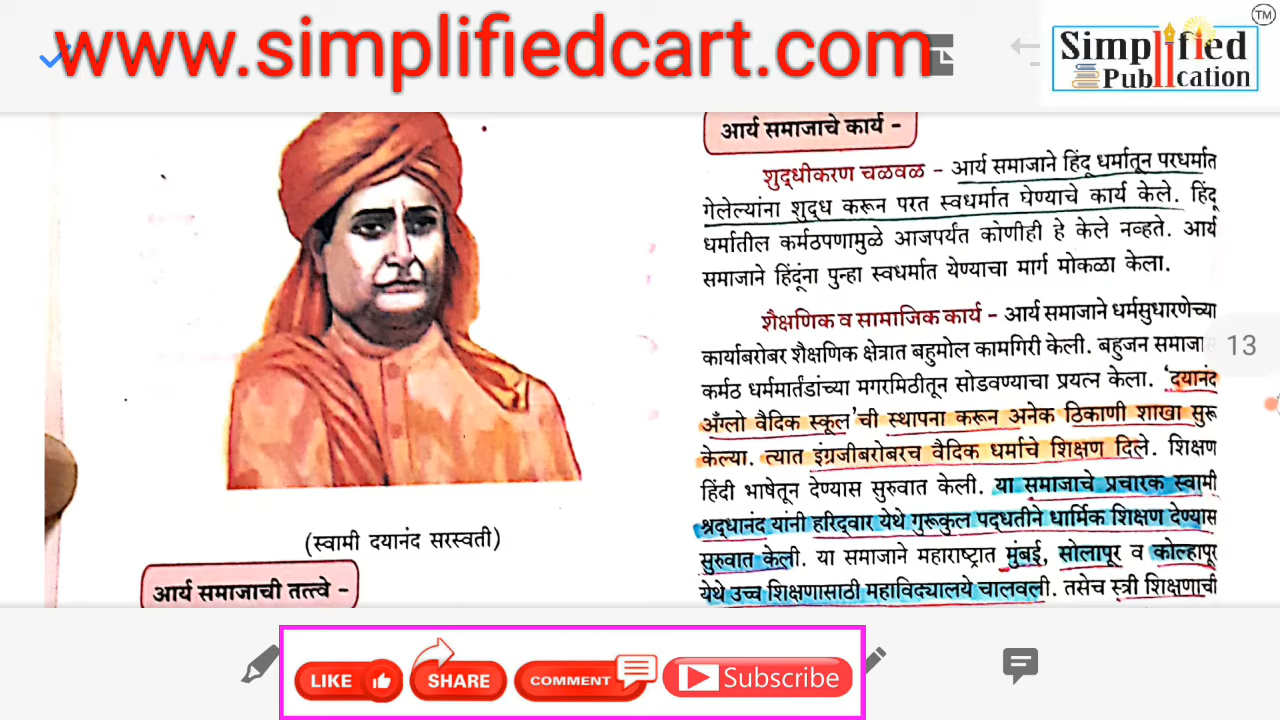 www.simplifiedcart.com
Simplified
Publication
TM
आर्य समाजाचे कार्य -
शुद्धीकरण चळवळ - आर्य समाजाने हिंदू धर्मातून परधर्मात
गेलेल्यांना शुद्ध करून परत स्वधर्मात घेण्याचे कार्य केले. हिंदू
धर्मातील कर्मठपणामुळे आजपर्यंत कोणीही हे केले नव्हते. आर्य
समाजाने हिंदूंना पुन्हा स्वधर्मात येण्याचा मार्ग मोकळा केला.
शैक्षणिक व सामाजिक कार्य - आर्य समाजाने धर्मसुधारणेच्या
कार्याबरोबर शैक्षणिक क्षेत्रात बहुमोल कामगिरी केली. बहुजन समाजास
कर्मठ धर्ममार्तंडांच्या मगरमिठीतून सोडवण्याचा प्रयत्न केला. 'दयानंद
अँग्लो वैदिक स्कूल'ची स्थापना करून अनेक ठिकाणी शाखा सुरू
केल्या. त्यात इंग्रजीबरोबरच वैदिक धर्माचे शिक्षण दिले. शिक्षण
हिंदी भाषेतून देण्यास सुरुवात केली. या समाजाचे प्रचारक स्वामी
श्रद्धानंद यांनी हरिद्वार येथे गुरूकुल पद्धतीने धार्मिक शिक्षण देण्यास
सुरुवात केली. या समाजाने महाराष्ट्रात मुंबई, सोलापूर व कोल्हापूर
येथे उच्च शिक्षणासाठी महाविद्यालये चालवली. तसेच स्त्री शिक्षणाची
13
(स्वामी दयानंद सरस्वती)
आर्य समाजाची तत्त्वे -
LIKE
SHARE
COMMENT
Subscribe